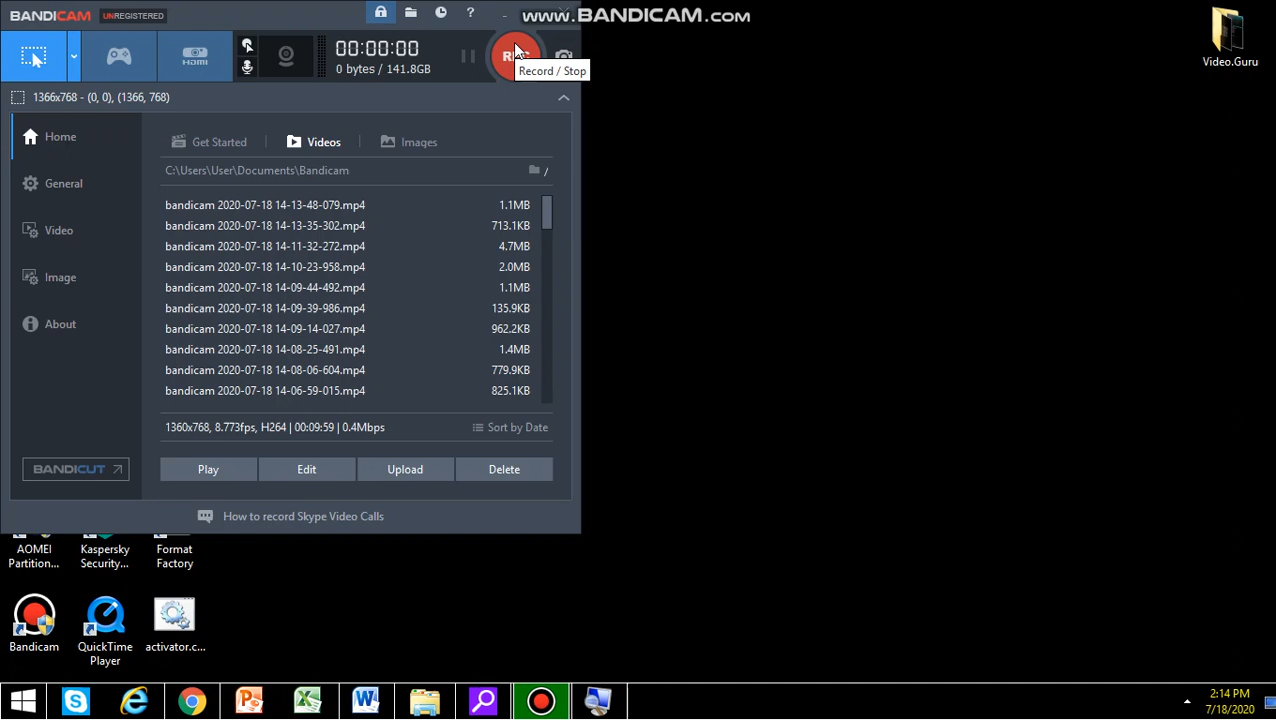 BANDICAM UNREGISTERED
www.BANDICAM.com
00:00:00
0 bytes / 141.8GB
Record / Stop
1366x768 - (0, 0), (1366, 768)
Home
General
Video
Image
About
BANDICUT
Get Started
Videos
Images
C:\Users\User\Documents\Bandicam
/
bandicam 2020-07-18 14-13-48-079.mp4 1.1MB
bandicam 2020-07-18 14-13-35-302.mp4 713.1KB
bandicam 2020-07-18 14-11-32-272.mp4 4.7MB
bandicam 2020-07-18 14-10-23-958.mp4 2.0MB
bandicam 2020-07-18 14-09-44-492.mp4 1.1MB
bandicam 2020-07-18 14-09-39-986.mp4 135.9KB
bandicam 2020-07-18 14-09-14-027.mp4 962.2KB
bandicam 2020-07-18 14-08-25-491.mp4 1.4MB
bandicam 2020-07-18 14-08-06-604.mp4 779.9KB
bandicam 2020-07-18 14-06-59-015.mp4 825.1KB
1360x768, 8.773fps, H264 | 00:09:59 | 0.4Mbps
Sort by Date
Play
Edit
Upload
Delete
How to record Skype Video Calls
Video.Guru
AOMEI
Partition...
Kaspersky
Security...
Format
Factory
Bandicam
QuickTime
Player
activator.c...
2:14 PM
7/18/2020